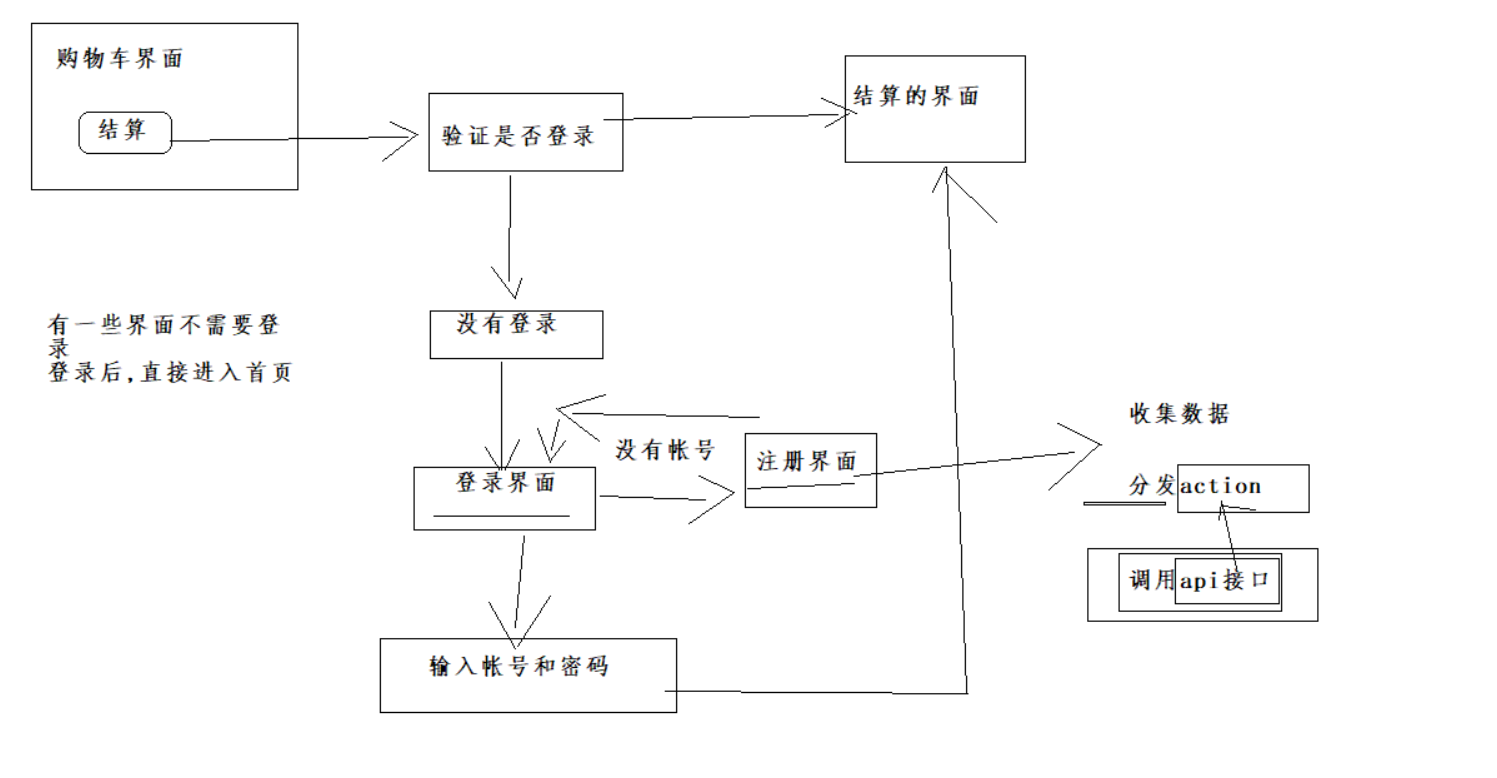 购物车界面
结算
验证是否登录
结算的界面
有一些界面不需要登
录
登录后,直接进入首页
没有登录
没有帐号
登录界面
注册界面
收集数据
分发action
调用api接口
输入帐号和密码